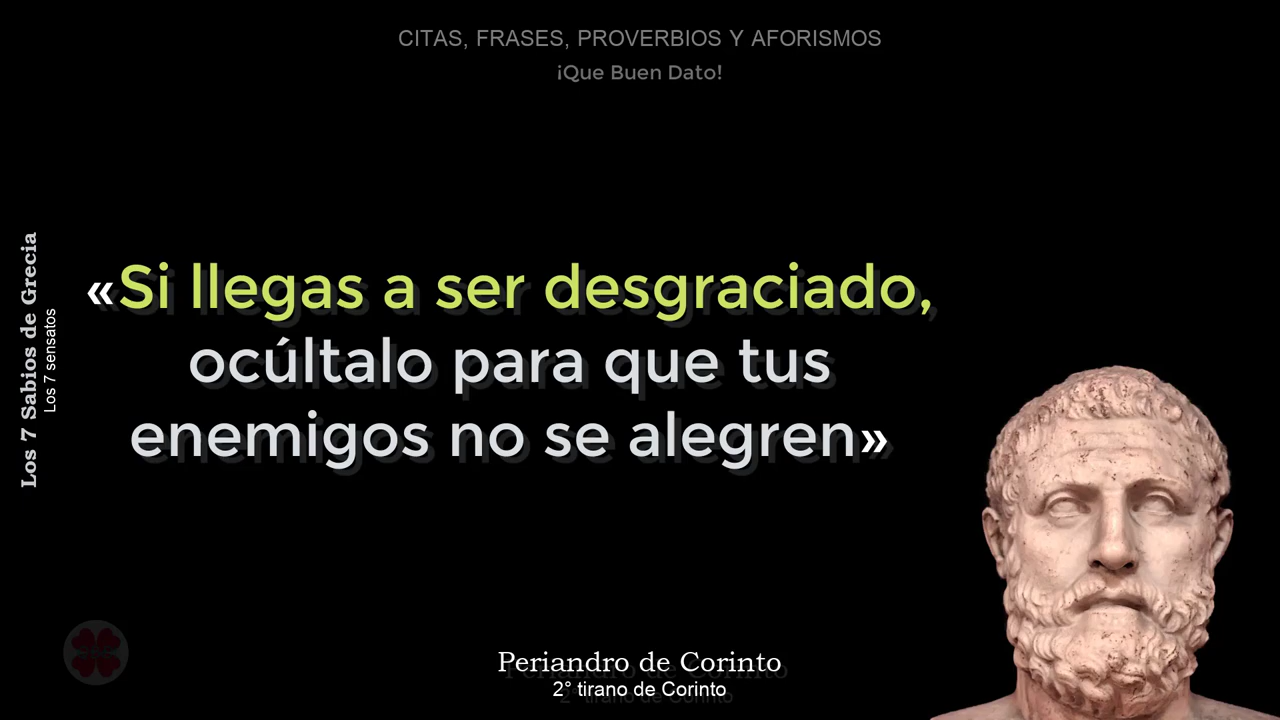 CITAS, FRASES, PROVERBIOS Y AFORISMOS
¡Que Buen Dato!
Los 7 Sabios de Grecia
Los 7 sensatos
«Si llegas a ser desgraciado,
ocúltalo para que tus
enemigos no se alegren»
Periandro de Corinto
2° tirano de Corinto